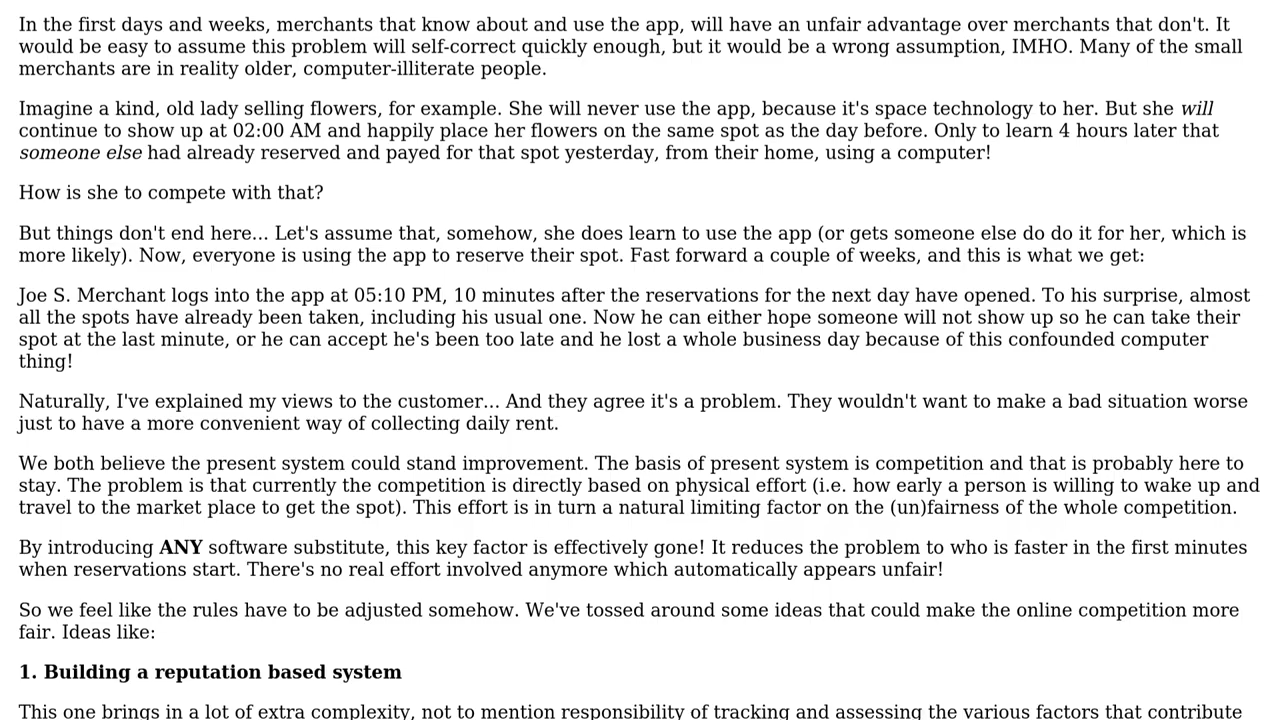 In the first days and weeks, merchants that know about and use the app, will have an unfair advantage over merchants that don't. It
would be easy to assume this problem will self-correct quickly enough, but it would be a wrong assumption, IMHO. Many of the small
merchants are in reality older, computer-illiterate people.
Imagine a kind, old lady selling flowers, for example. She will never use the app, because it's space technology to her. But she will
continue to show up at 02:00 AM and happily place her flowers on the same spot as the day before. Only to learn 4 hours later that
someone else had already reserved and payed for that spot yesterday, from their home, using a computer!
How is she to compete with that?
But things don't end here... Let's assume that, somehow, she does learn to use the app (or gets someone else do do it for her, which is
more likely). Now, everyone is using the app to reserve their spot. Fast forward a couple of weeks, and this is what we get:
Joe S. Merchant logs into the app at 05:10 PM, 10 minutes after the reservations for the next day have opened. To his surprise, almost
all the spots have already been taken, including his usual one. Now he can either hope someone will not show up so he can take their
spot at the last minute, or he can accept he's been too late and he lost a whole business day because of this confounded computer
thing!
Naturally, I've explained my views to the customer... And they agree it's a problem. They wouldn't want to make a bad situation worse
just to have a more convenient way of collecting daily rent.
We both believe the present system could stand improvement. The basis of present system is competition and that is probably here to
stay. The problem is that currently the competition is directly based on physical effort (i.e. how early a person is willing to wake up and
travel to the market place to get the spot). This effort is in turn a natural limiting factor on the (un)fairness of the whole competition.
By introducing ANY software substitute, this key factor is effectively gone! It reduces the problem to who is faster in the first minutes
when reservations start. There's no real effort involved anymore which automatically appears unfair!
So we feel like the rules have to be adjusted somehow. We've tossed around some ideas that could make the online competition more
fair. Ideas like:
1. Building a reputation based system
This one brings in a lot of extra complexity, not to mention responsibility of tracking and assessing the various factors that contribute